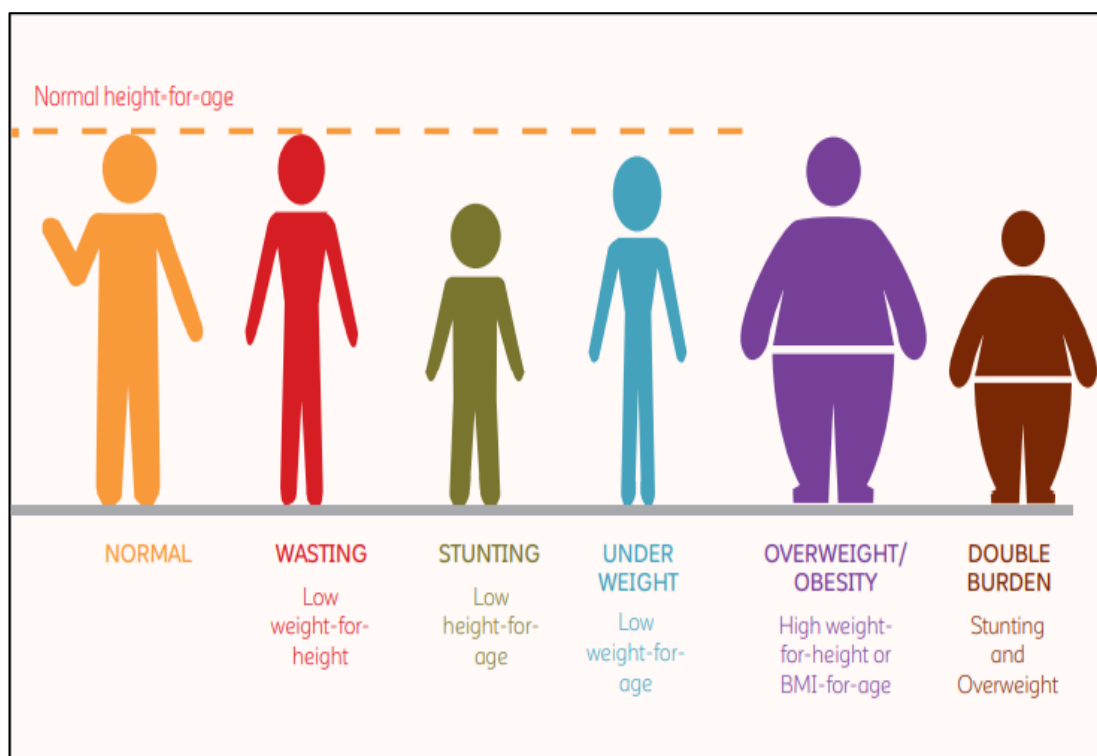 Normal height-for-age
NORMAL
WASTING
Low
weight-for-
height
STUNTING
Low
height-for-
age
UNDER
WEIGHT
Low
weight-for-
age
OVERWEIGHT/
OBESITY
High weight-
for-height or
BMI-for-age
DOUBLE
BURDEN
Stunting
and
Overweight